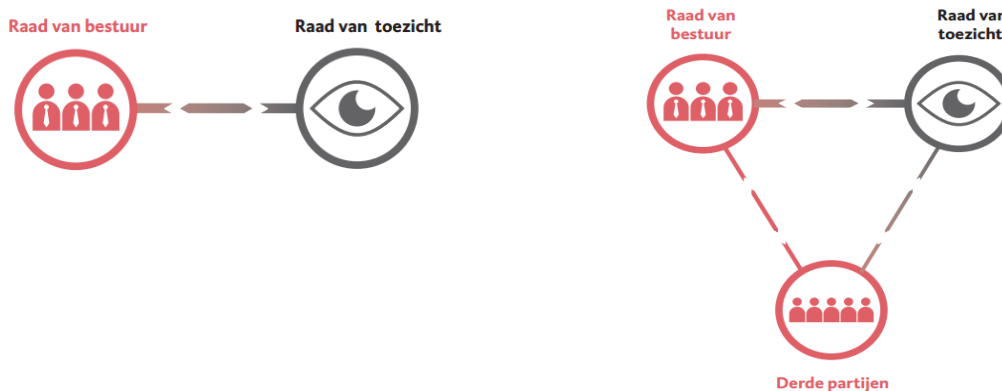 Raad van bestuur
Raad van toezicht
Raad van
bestuur
Raad van
toezicht
Derde partijen